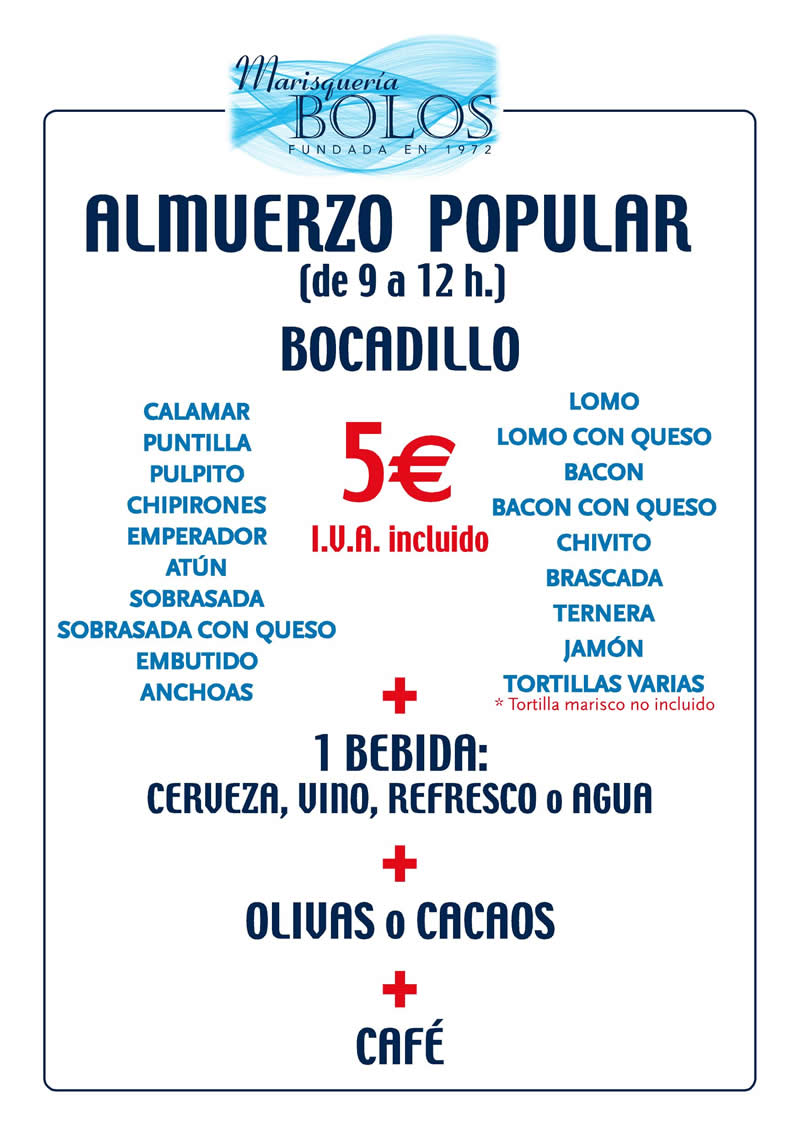 Marisquería
BOLOS
FUNDADA EN 1972
ALMUERZO POPULAR
(de 9 a 12 h.)
BOCADILLO
CALAMAR
PUNTILLA
PULPITO
CHIPIRONES
EMPERADOR
ATÚN
SOBRASADA
SOBRASADA CON QUESO
EMBUTIDO
ANCHOAS
5€
I.V.A. incluido
LOMO
LOMO CON QUESO
BACON
BACON CON QUESO
CHIVITO
BRASCADA
TERNERA
JAMÓN
TORTILLAS VARIAS
* Tortilla marisco no incluido
+
1 BEBIDA:
CERVEZA, VINO, REFRESCO o AGUA
+
OLIVAS o CACAOS
+
CAFÉ